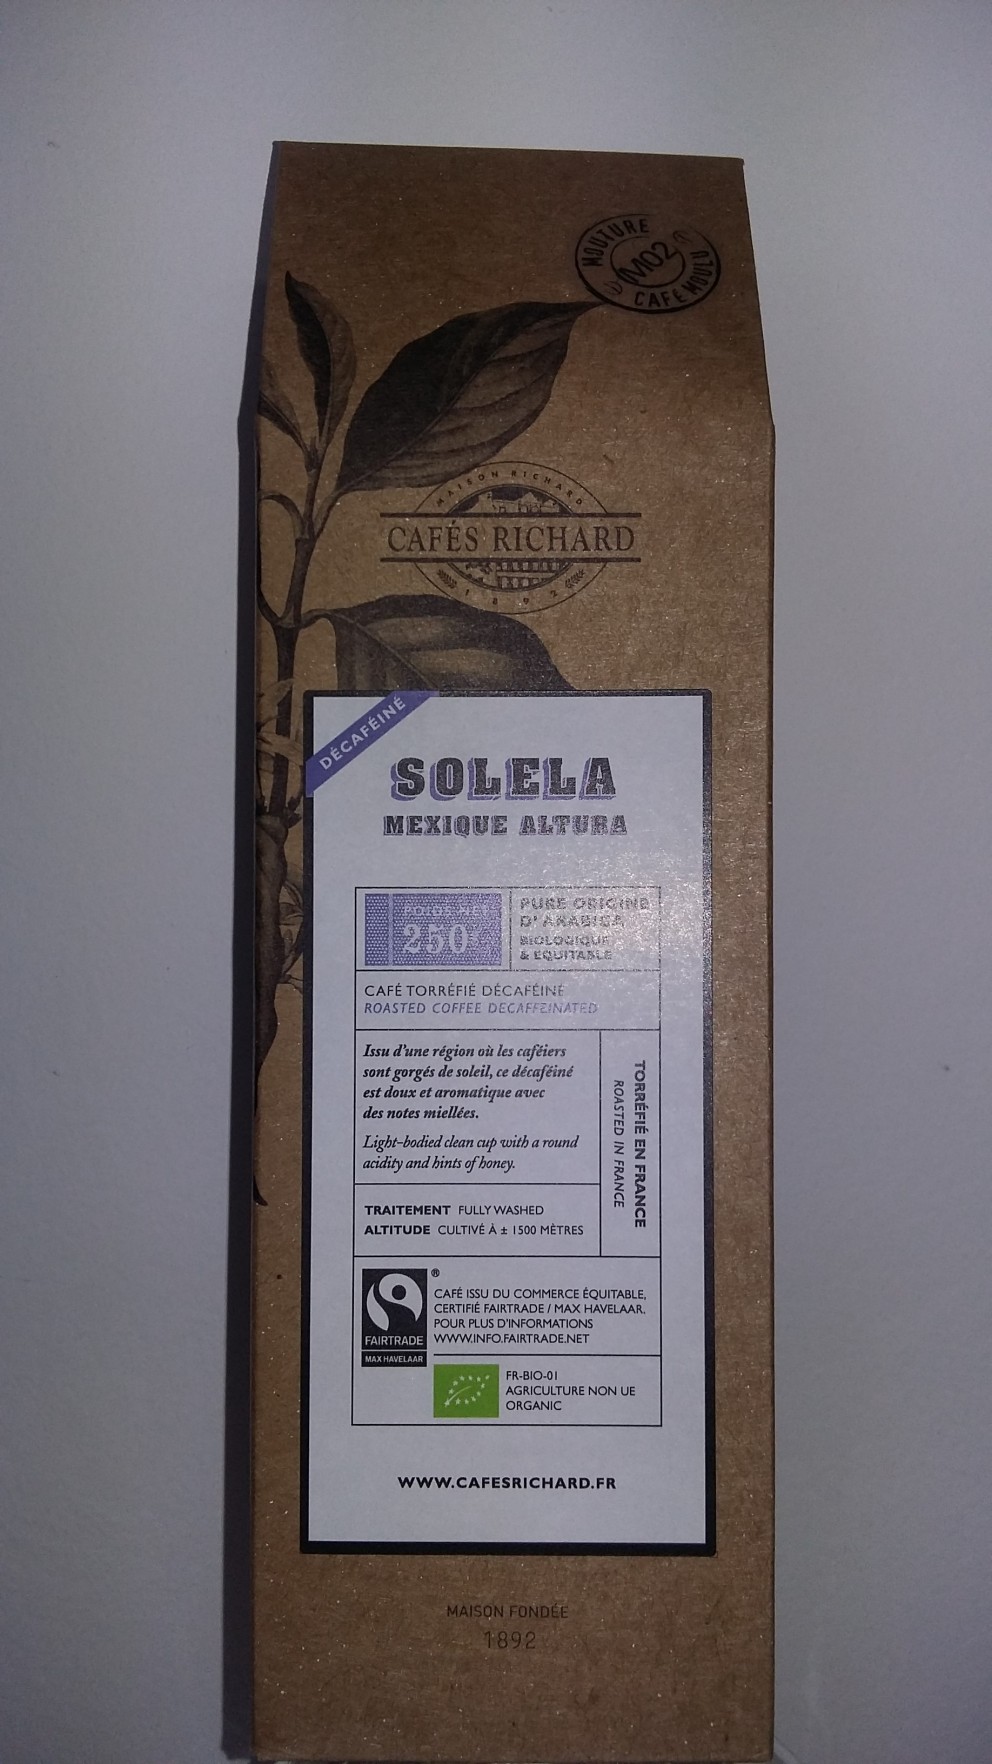 MOUTURE
M02
CAFÉ MOULU
MAISON RICHARD
CAFÉS RICHARD
1892
DÉCAFÉINÉ
SOLELA
MEXIQUE ALTURA
POIDS NET
250
PURE ORIGINE
D'ARABICA
BIOLOGIQUE
& EQUITABLE
CAFÉ TORRÉFIÉ DÉCAFÉINÉ
ROASTED COFFEE DECAFFEINATED
Issu d'une région où les caféiers
sont gorgés de soleil, ce décaféiné
est doux et aromatique avec
des notes miellées.
Light-bodied clean cup with a round
acidity and hints of honey.
TORRÉFIÉ EN FRANCE
ROASTED IN FRANCE
TRAITEMENT FULLY WASHED
ALTITUDE CULTIVÉ À ± 1500 MÈTRES
FAIRTRADE
MAX HAVELAAR
®
CAFÉ ISSU DU COMMERCE ÉQUITABLE,
CERTIFIÉ FAIRTRADE / MAX HAVELAAR.
POUR PLUS D'INFORMATIONS
WWW.INFO.FAIRTRADE.NET
FR-BIO-01
AGRICULTURE NON UE
ORGANIC
WWW.CAFESRICHARD.FR
MAISON FONDÉE
1892